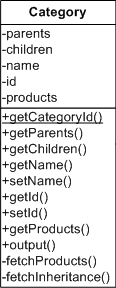 Category
-parents
-children
-name
-id
-products
+getCategoryId()
+getParents()
+getChildren()
+getName()
+setName()
+getId()
+setId()
+getProducts()
+output()
-fetchProducts()
-fetchInheritance()